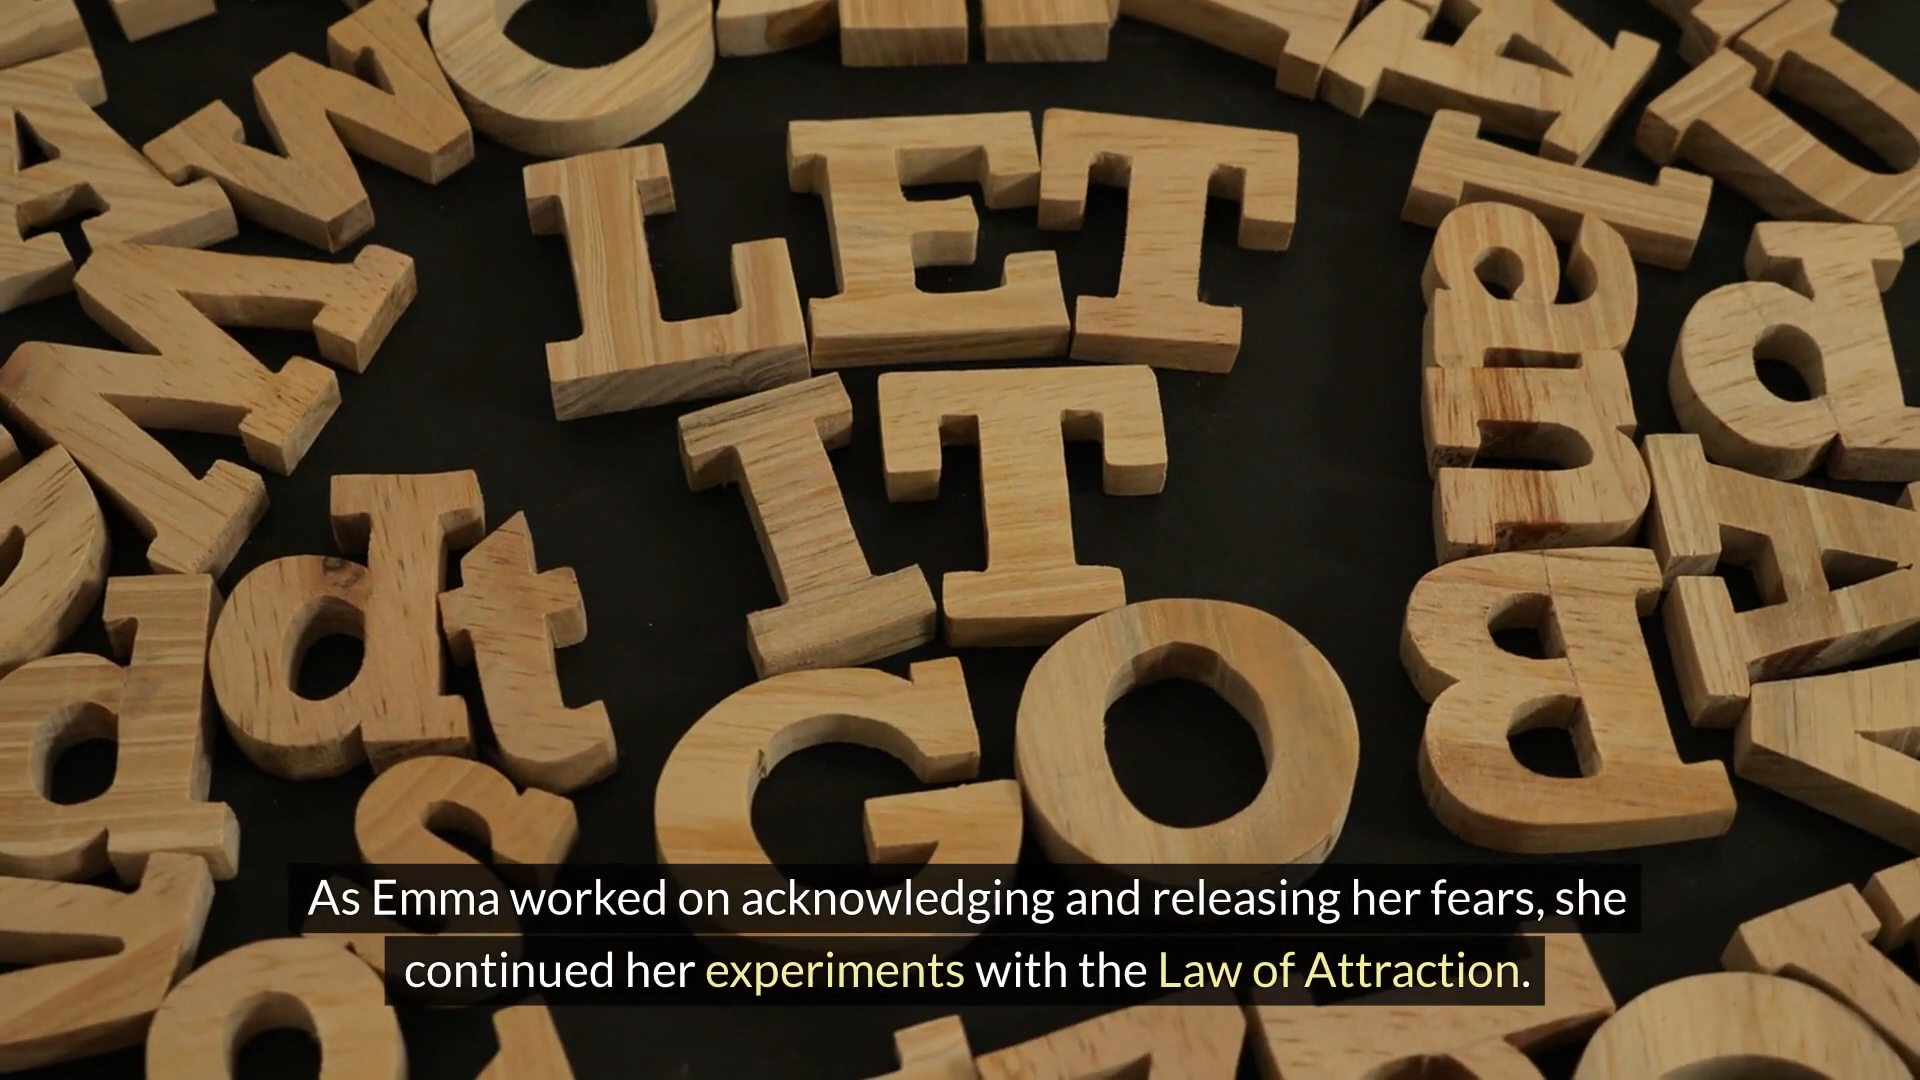 LET
IT
GO
As Emma worked on acknowledging and releasing her fears, she
continued her experiments with the Law of Attraction.